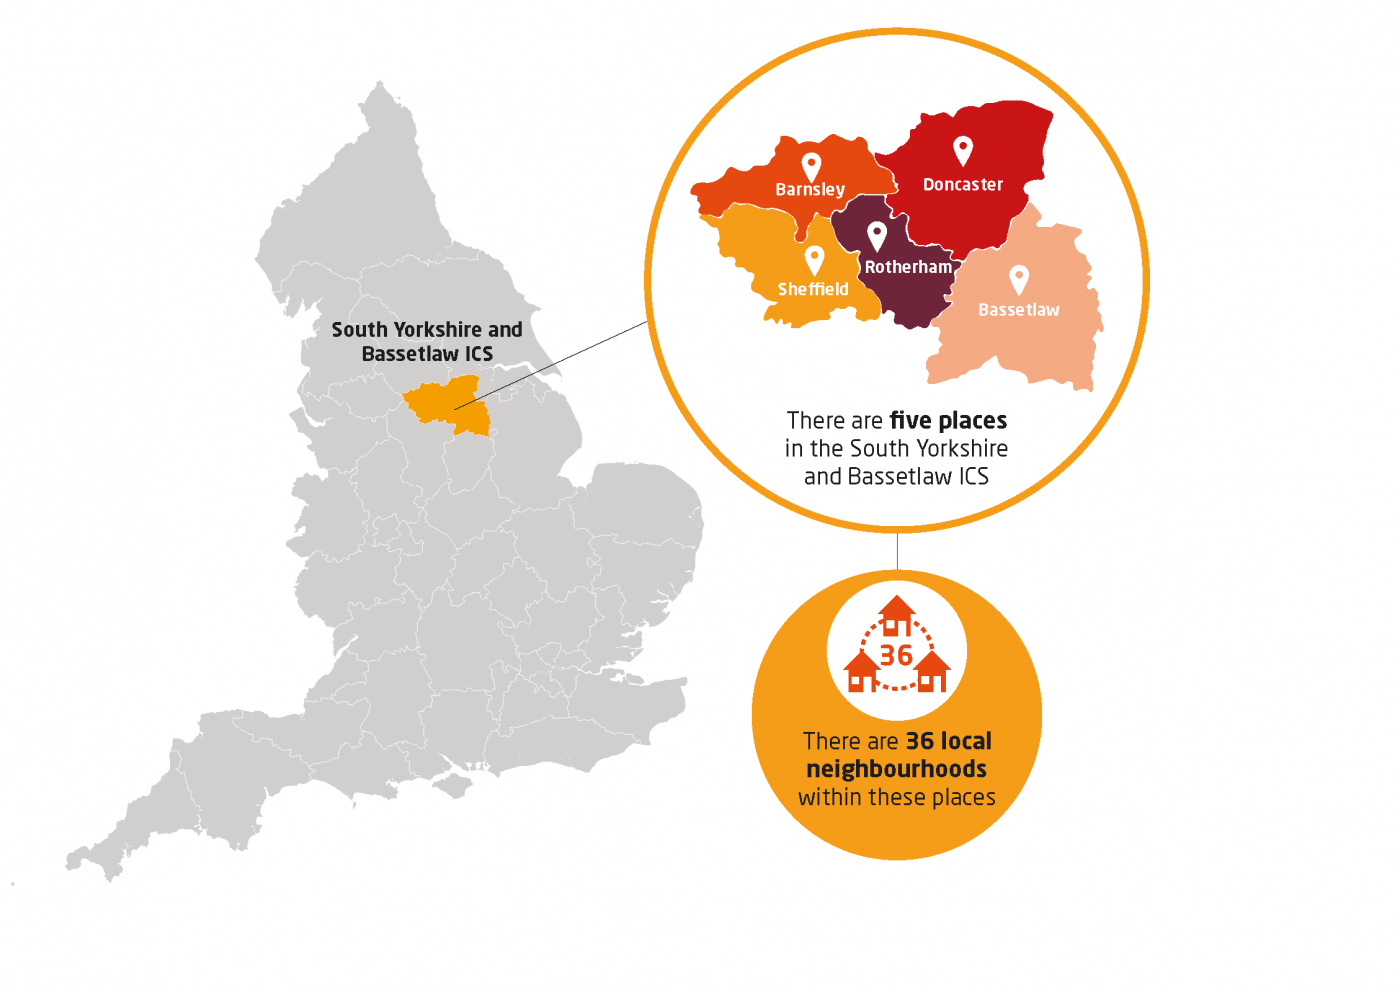 South Yorkshire and
Bassetlaw ICS
Barnsley
Doncaster
Rotherham
Sheffield
Bassetlaw
There are five places
in the South Yorkshire
and Bassetlaw ICS
36
There are 36 local
neighbourhoods
within these places